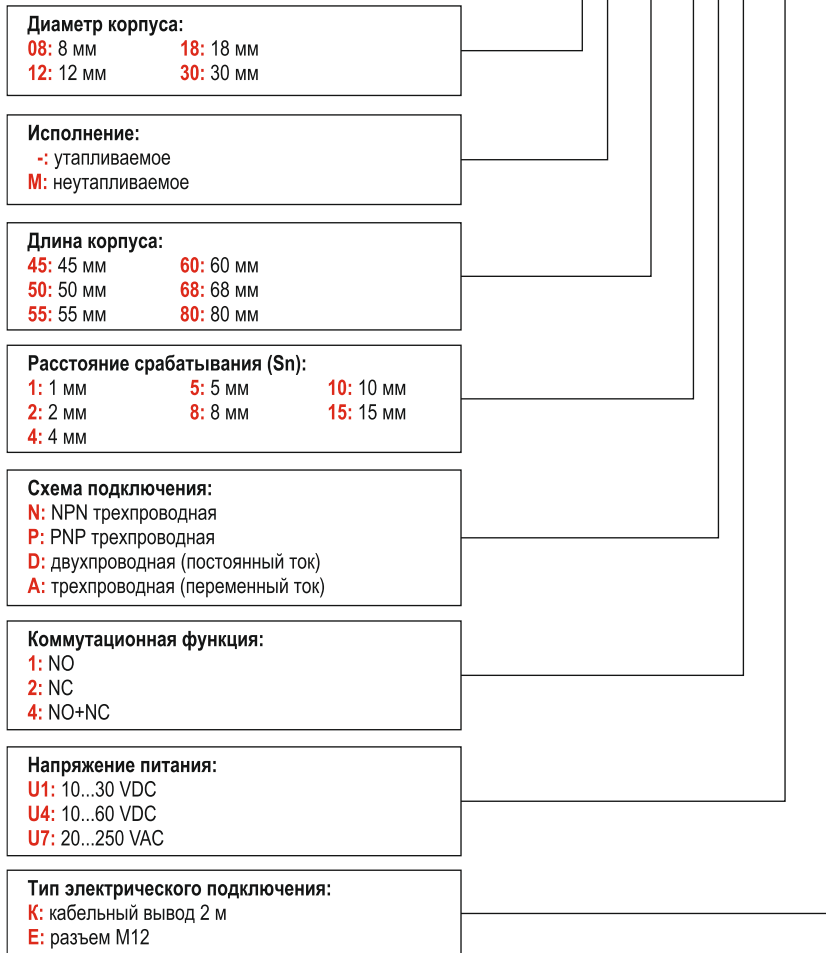 Диаметр корпуса:
08: 8 мм 18: 18 мм
12: 12 мм 30: 30 мм
Исполнение:
-: утапливаемое
M: неутапливаемое
Длина корпуса:
45: 45 мм 60: 60 мм
50: 50 мм 68: 68 мм
55: 55 мм 80: 80 мм
Расстояние срабатывания (Sn):
1: 1 мм 5: 5 мм 10: 10 мм
2: 2 мм 8: 8 мм 15: 15 мм
4: 4 мм
Схема подключения:
N: NPN трехпроводная
P: PNP трехпроводная
D: двухпроводная (постоянный ток)
A: трехпроводная (переменный ток)
Коммутационная функция:
1: NO
2: NC
4: NO+NC
Напряжение питания:
U1: 10...30 VDC
U4: 10...60 VDC
U7: 20...250 VAC
Тип электрического подключения:
К: кабельный вывод 2 м
Е: разъем М12